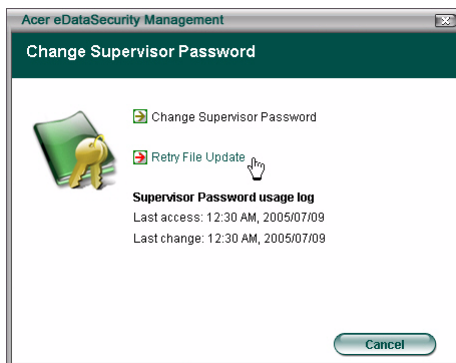 Acer eDataSecurity Management
Change Supervisor Password
Change Supervisor Password
Retry File Update
Supervisor Password usage log
Last access: 12:30 AM, 2005/07/09
Last change: 12:30 AM, 2005/07/09
Cancel